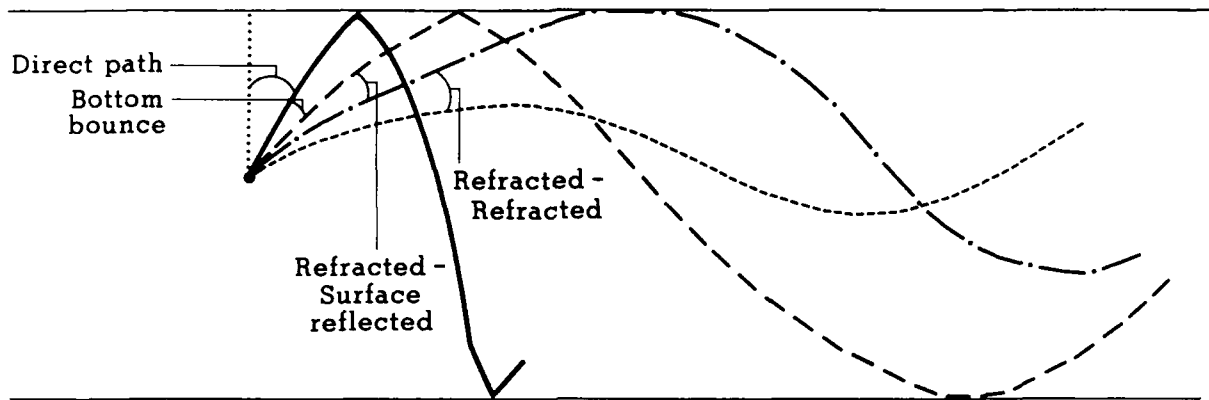 Direct path
Bottom
bounce
Refracted -
Refracted
Refracted -
Surface
reflected